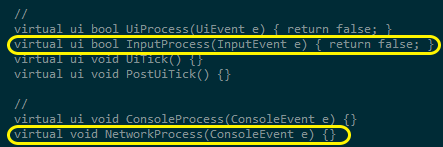 //
virtual ui bool UiProcess(UiEvent e) { return false; }
virtual ui bool InputProcess(InputEvent e) { return false; }
virtual ui void UiTick() {}
virtual ui void PostUiTick() {}
//
virtual ui void ConsoleProcess(ConsoleEvent e) {}
virtual void NetworkProcess(ConsoleEvent e) {}